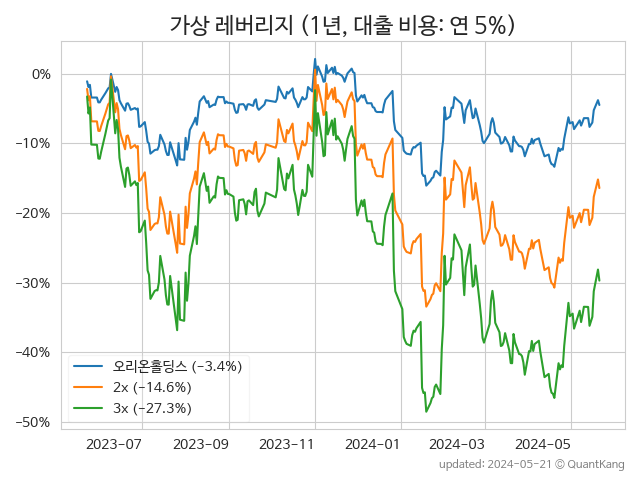 가상 레버리지 (1년, 대출 비용: 연 5%)
0%
−10%
−20%
−30%
−40%
−50%
오리온홀딩스 (−3.4%)
2x (−14.6%)
3x (−27.3%)
2023-07 2023-09 2023-11 2024-01 2024-03 2024-05
updated: 2024-05-21 © QuantKang